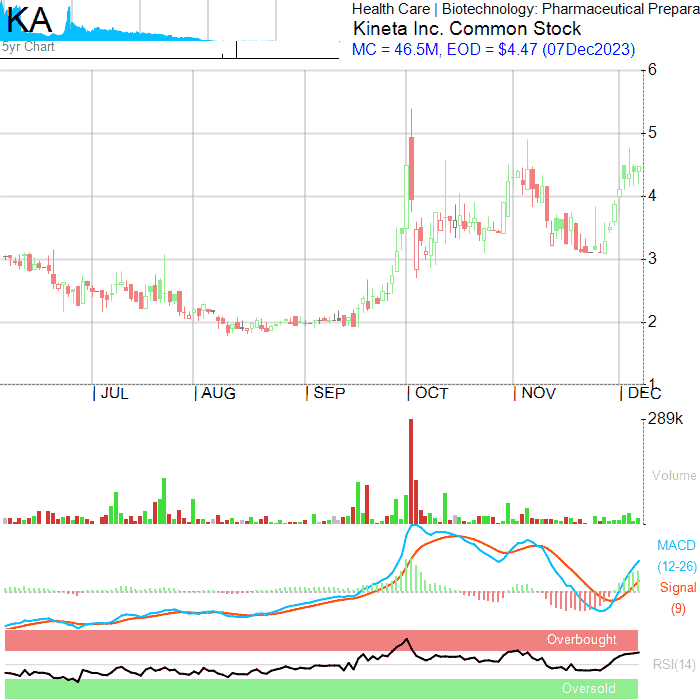 KA
5yr Chart
Health Care | Biotechnology: Pharmaceutical Prepara
Kineta Inc. Common Stock
MC = 46.5M, EOD = $4.47 (07Dec2023)
6
5
4
3
2
1
JUL
AUG
SEP
OCT
NOV
DEC
289k
Volume
MACD
(12-26)
Signal
(9)
Overbought
RSI(14)
Oversold